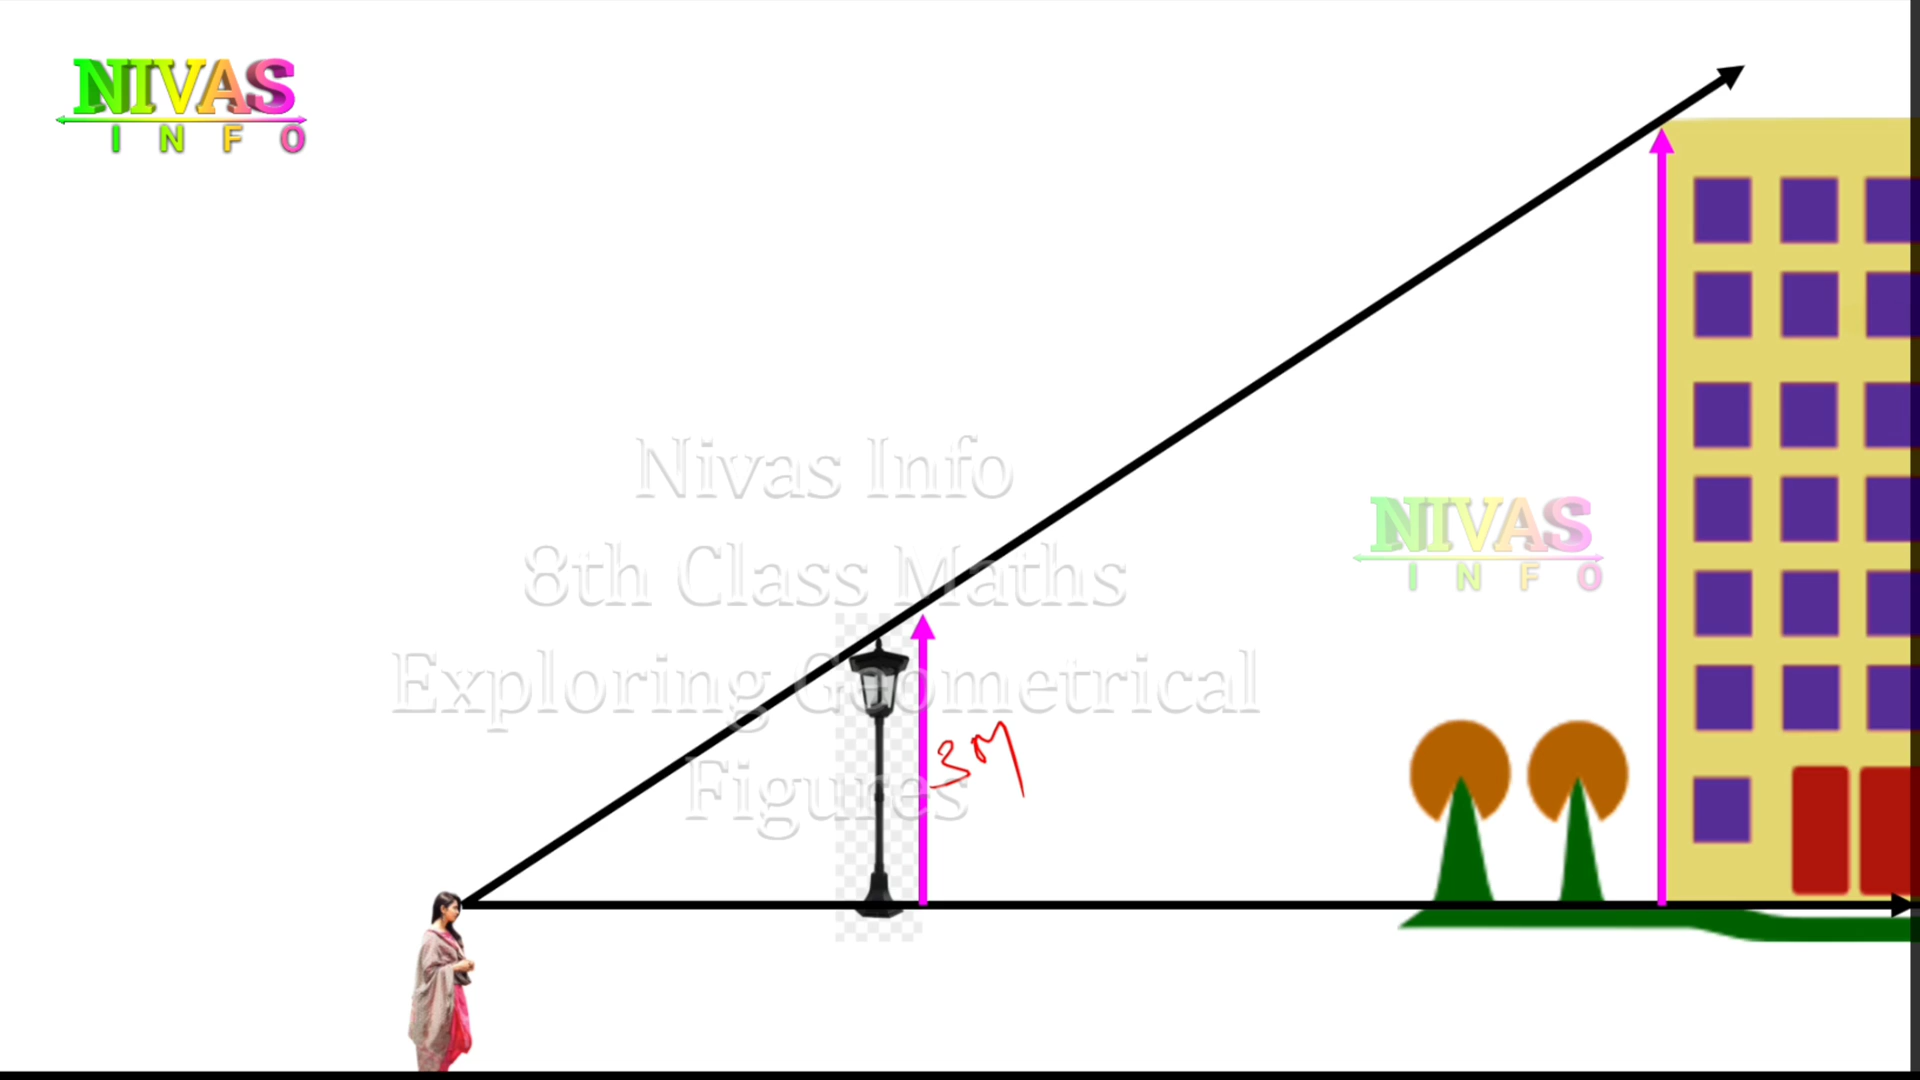 NIVAS
INFO
Nivas Info
8th Class Maths
NIVAS
INFO
Exploring Geometrical
3M
Figures